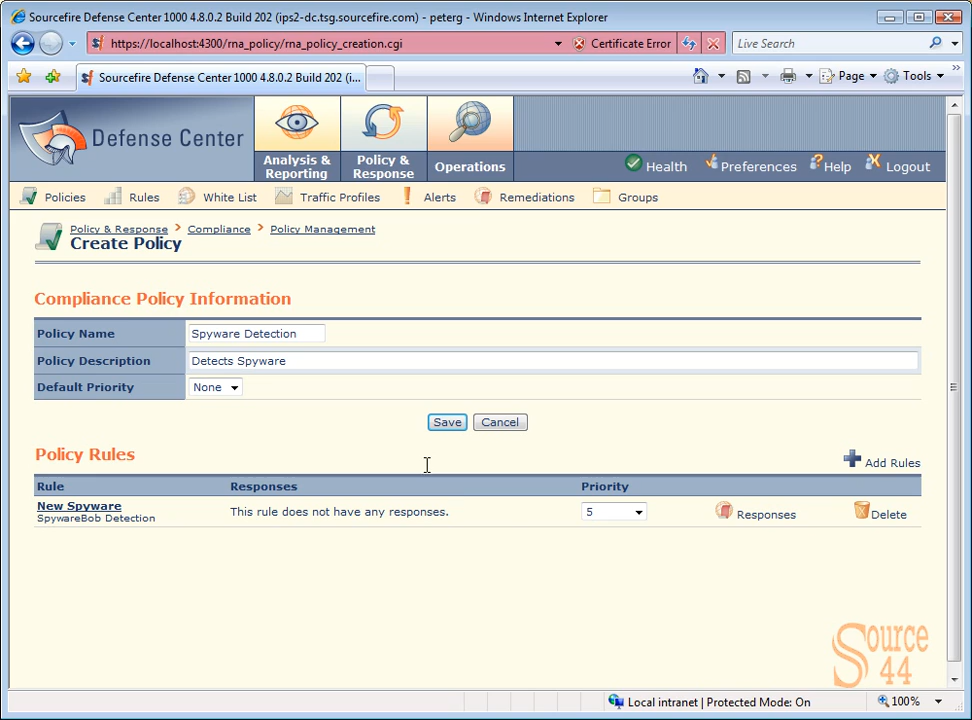 Sourcefire Defense Center 1000 4.8.0.2 Build 202 (ips2-dc.tsg.sourcefire.com) - peterg - Windows Internet Explorer
https://localhost:4300/rna_policy/rna_policy_creation.cgi
Certificate Error
Live Search
Sourcefire Defense Center 1000 4.8.0.2 Build 202 (i...
Page
Tools
Defense Center
Analysis &
Reporting
Policy &
Response
Operations
Health
Preferences
Help
Logout
Policies
Rules
White List
Traffic Profiles
Alerts
Remediations
Groups
Policy & Response > Compliance > Policy Management
Create Policy
Compliance Policy Information
Policy Name
Spyware Detection
Policy Description
Detects Spyware
Default Priority
None
Save
Cancel
Policy Rules
Add Rules
Rule
Responses
Priority
New Spyware
SpywareBob Detection
This rule does not have any responses.
5
Responses
Delete
Source
44
Local intranet | Protected Mode: On
100%